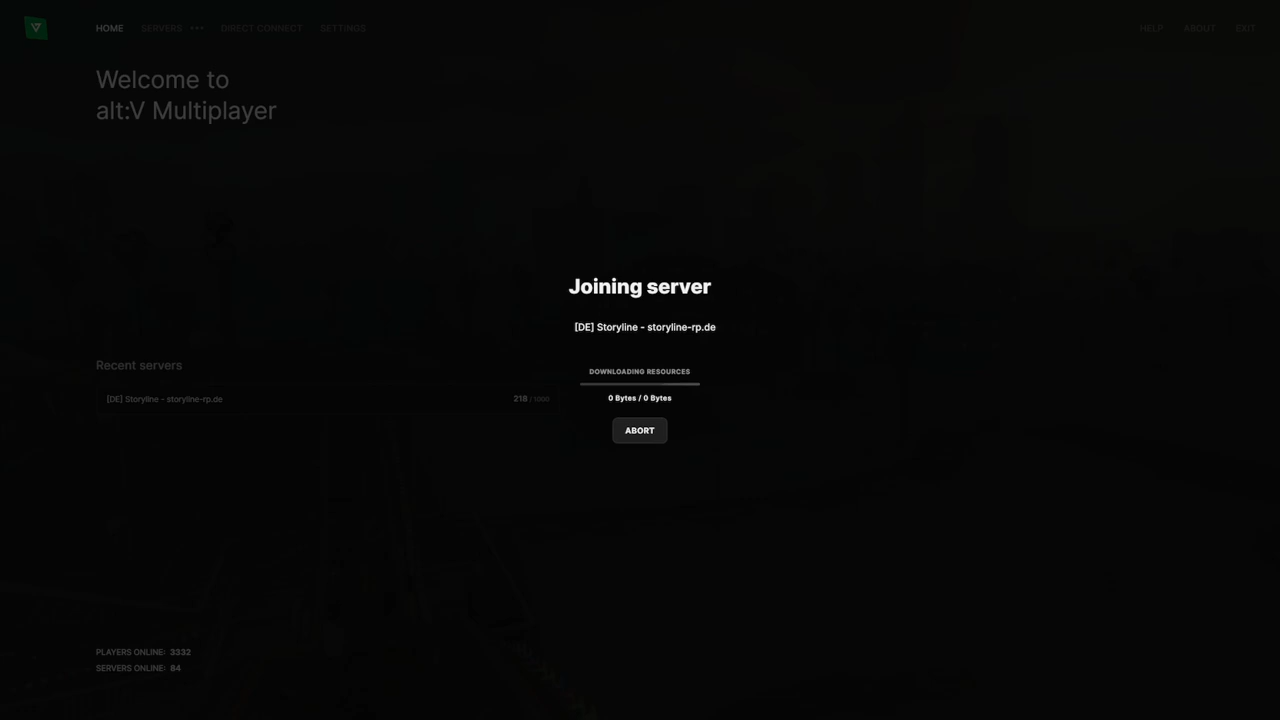 HOME SERVERS ••• DIRECT CONNECT SETTINGS HELP ABOUT EXIT
Welcome to
alt:V Multiplayer
Joining server
[DE] Storyline - storyline-rp.de
DOWNLOADING RESOURCES
0 Bytes / 0 Bytes
ABORT
Recent servers
[DE] Storyline - storyline-rp.de 218 / 1000
PLAYERS ONLINE: 3332
SERVERS ONLINE: 84